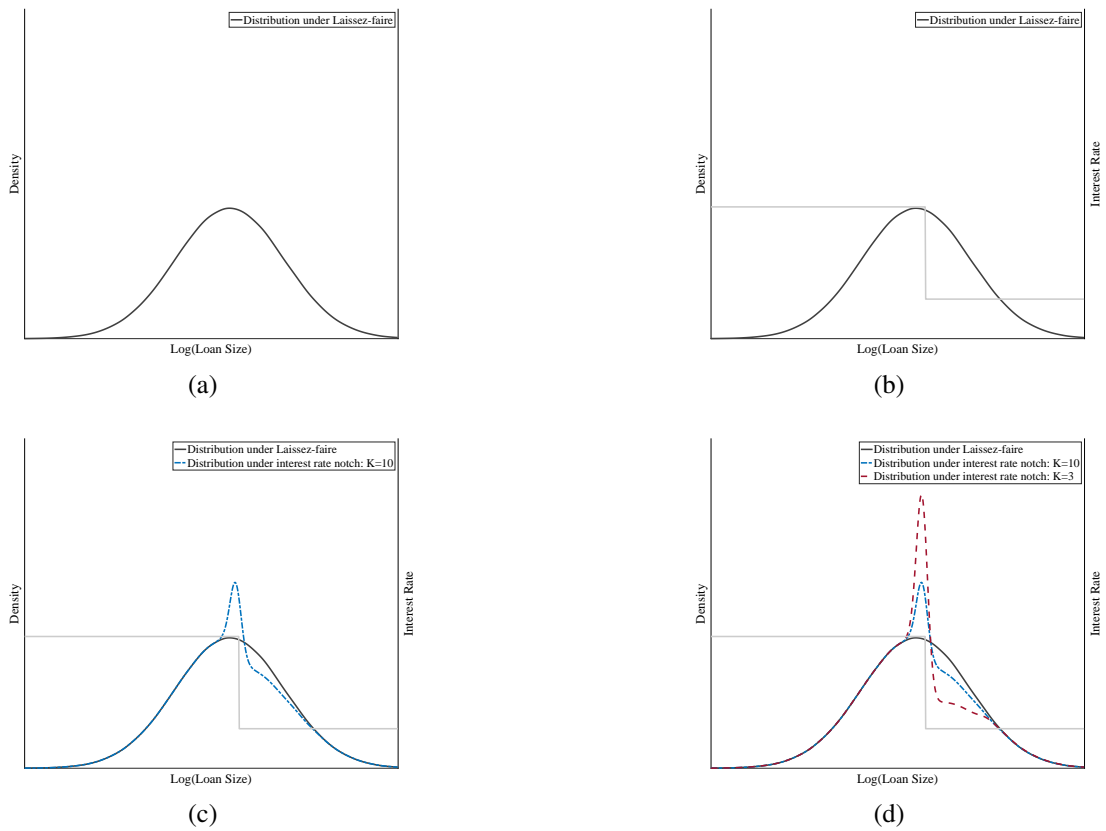 Distribution under Laissez-faire
Density
Log(Loan Size)
(a)
Distribution under Laissez-faire
Density
Interest Rate
Log(Loan Size)
(b)
Distribution under Laissez-faire
Distribution under interest rate notch: K=10
Density
Interest Rate
Log(Loan Size)
(c)
Distribution under Laissez-faire
Distribution under interest rate notch: K=10
Distribution under interest rate notch: K=3
Density
Interest Rate
Log(Loan Size)
(d)